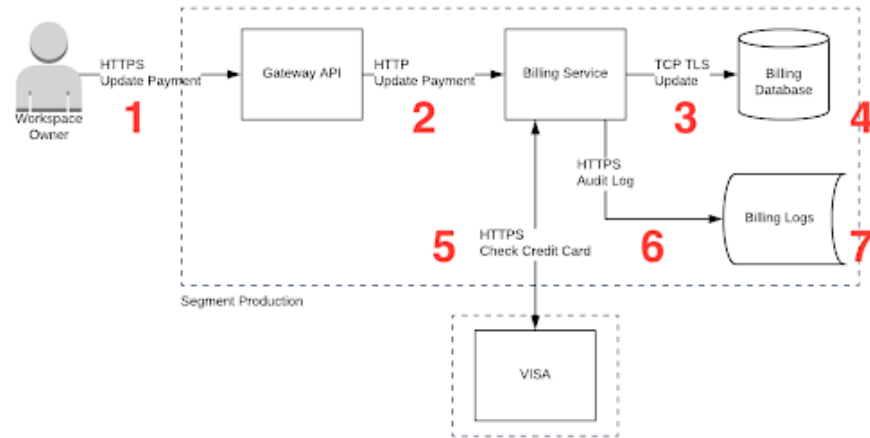 HTTPS
Update Payment
1
Workspace
Owner
Gateway API
HTTP
Update Payment
2
Billing Service
TCP TLS
Update
3
Billing
Database
4
HTTPS
Audit Log
5
HTTPS
Check Credit Card
6
Billing Logs
7
Segment Production
VISA